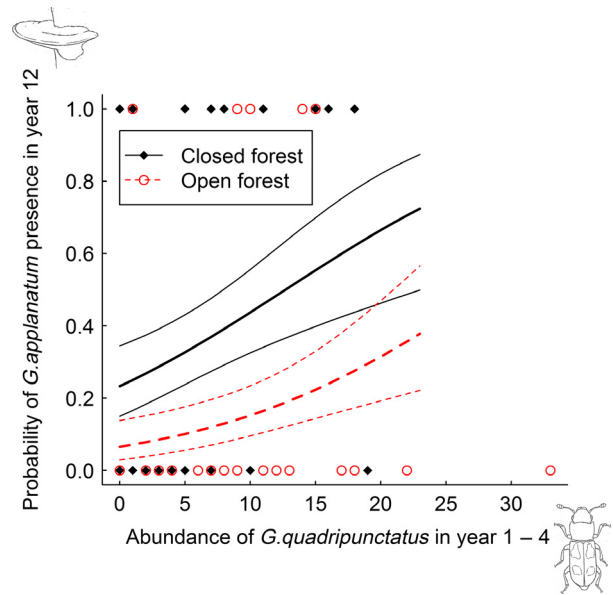 Probability of G.applanatum presence in year 12
1.0
0.8
0.6
0.4
0.2
0.0
Closed forest
Open forest
0 5 10 15 20 25 30
Abundance of G.quadripunctatus in year 1 – 4